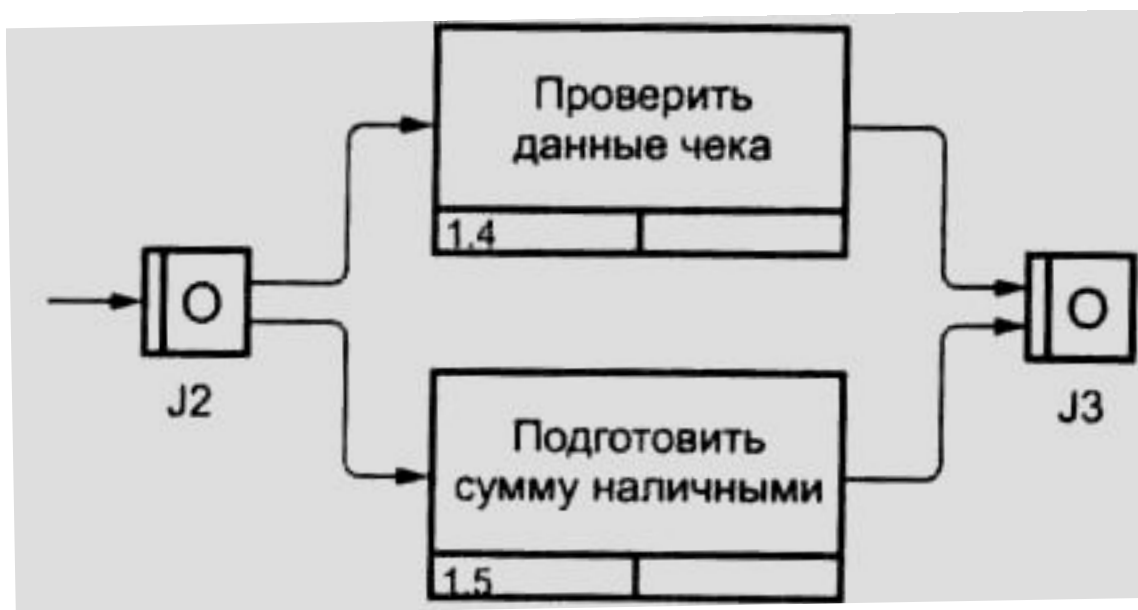 Проверить
данные чека
1.4
O
J2
O
J3
Подготовить
сумму наличными
1.5